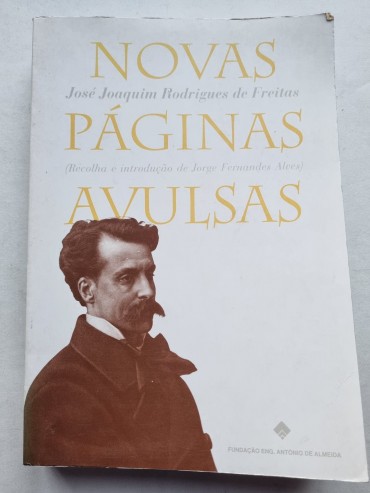 NOVAS
José Joaquim Rodrigues de Freitas
PÁGINAS
(Recolha e introdução de Jorge Fernandes Alves)
AVULSAS
FUNDAÇÃO ENG. ANTÓNIO DE ALMEIDA